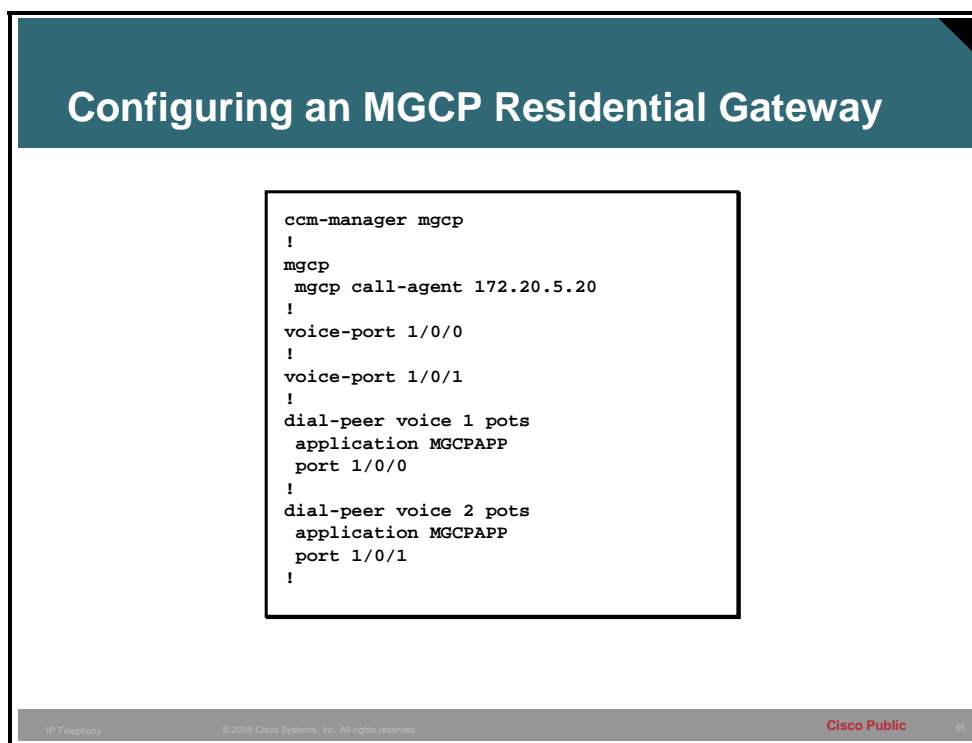 Configuring an MGCP Residential Gateway
ccm-manager mgcp
!
mgcp
mgcp call-agent 172.20.5.20
!
voice-port 1/0/0
!
voice-port 1/0/1
!
dial-peer voice 1 pots
application MGCPAPP
port 1/0/0
!
dial-peer voice 2 pots
application MGCPAPP
port 1/0/1
!
IP Telephony © 2005 Cisco Systems, Inc. All rights reserved. Cisco Public 65